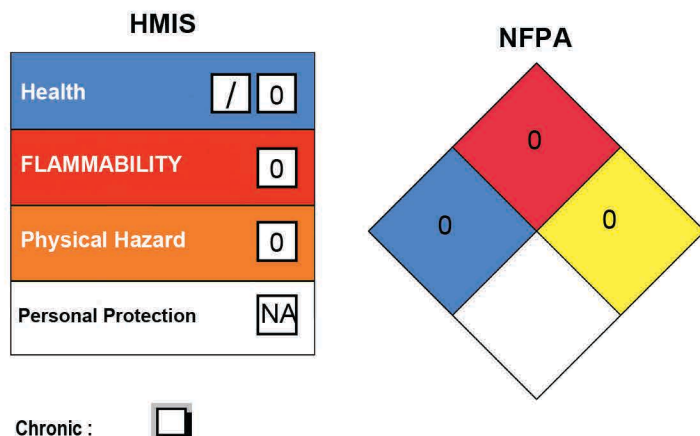 HMIS
Health / 0
FLAMMABILITY 0
Physical Hazard 0
Personal Protection NA
Chronic :
NFPA
0
0 0